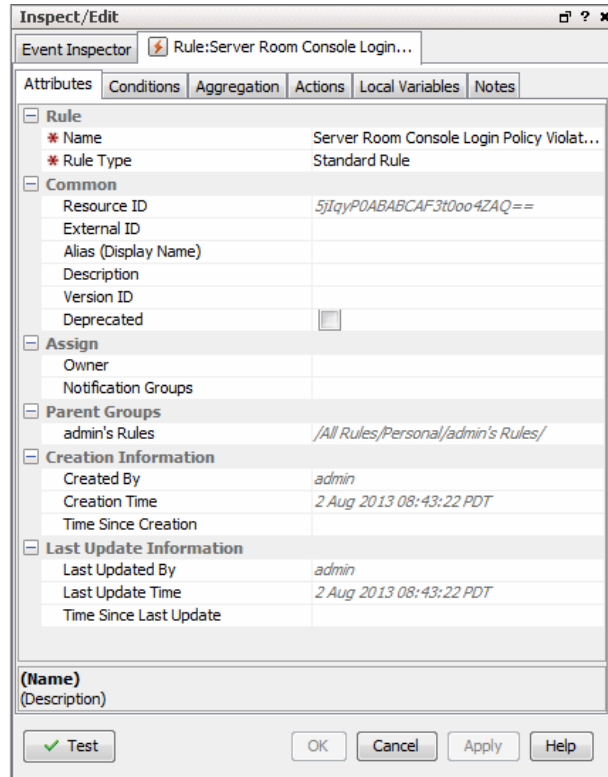 Inspect/Edit
Event Inspector Rule:Server Room Console Login...
Attributes Conditions Aggregation Actions Local Variables Notes
Rule
* Name Server Room Console Login Policy Violat...
* Rule Type Standard Rule
Common
Resource ID 5jIqyP0ABABCAF3t0oo4ZAQ==
External ID
Alias (Display Name)
Description
Version ID
Deprecated
Assign
Owner
Notification Groups
Parent Groups
admin's Rules /All Rules/Personal/admin's Rules/
Creation Information
Created By admin
Creation Time 2 Aug 2013 08:43:22 PDT
Time Since Creation
Last Update Information
Last Updated By admin
Last Update Time 2 Aug 2013 08:43:22 PDT
Time Since Last Update
(Name)
(Description)
Test OK Cancel Apply Help